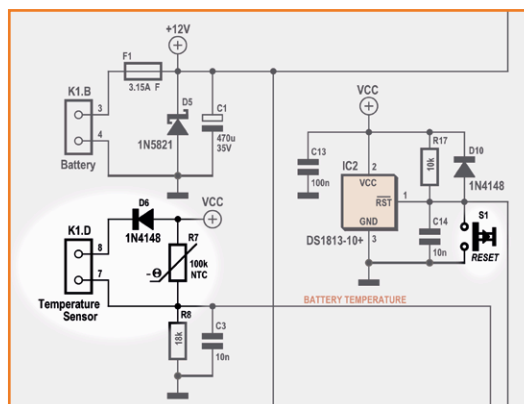 +12V
F1
3.15A F
K1.B
3
4
Battery
D5
1N5821
C1
470u
35V
VCC
R17
10k
D10
1N4148
C13
100n
IC2
2
VCC
RST
1
GND
3
DS1813-10+
C14
10n
S1
RESET
D6
1N4148
VCC
K1.D
8
7
R7
100k
NTC
-Θ
Temperature
Sensor
BATTERY TEMPERATURE
R8
18k
C3
10n